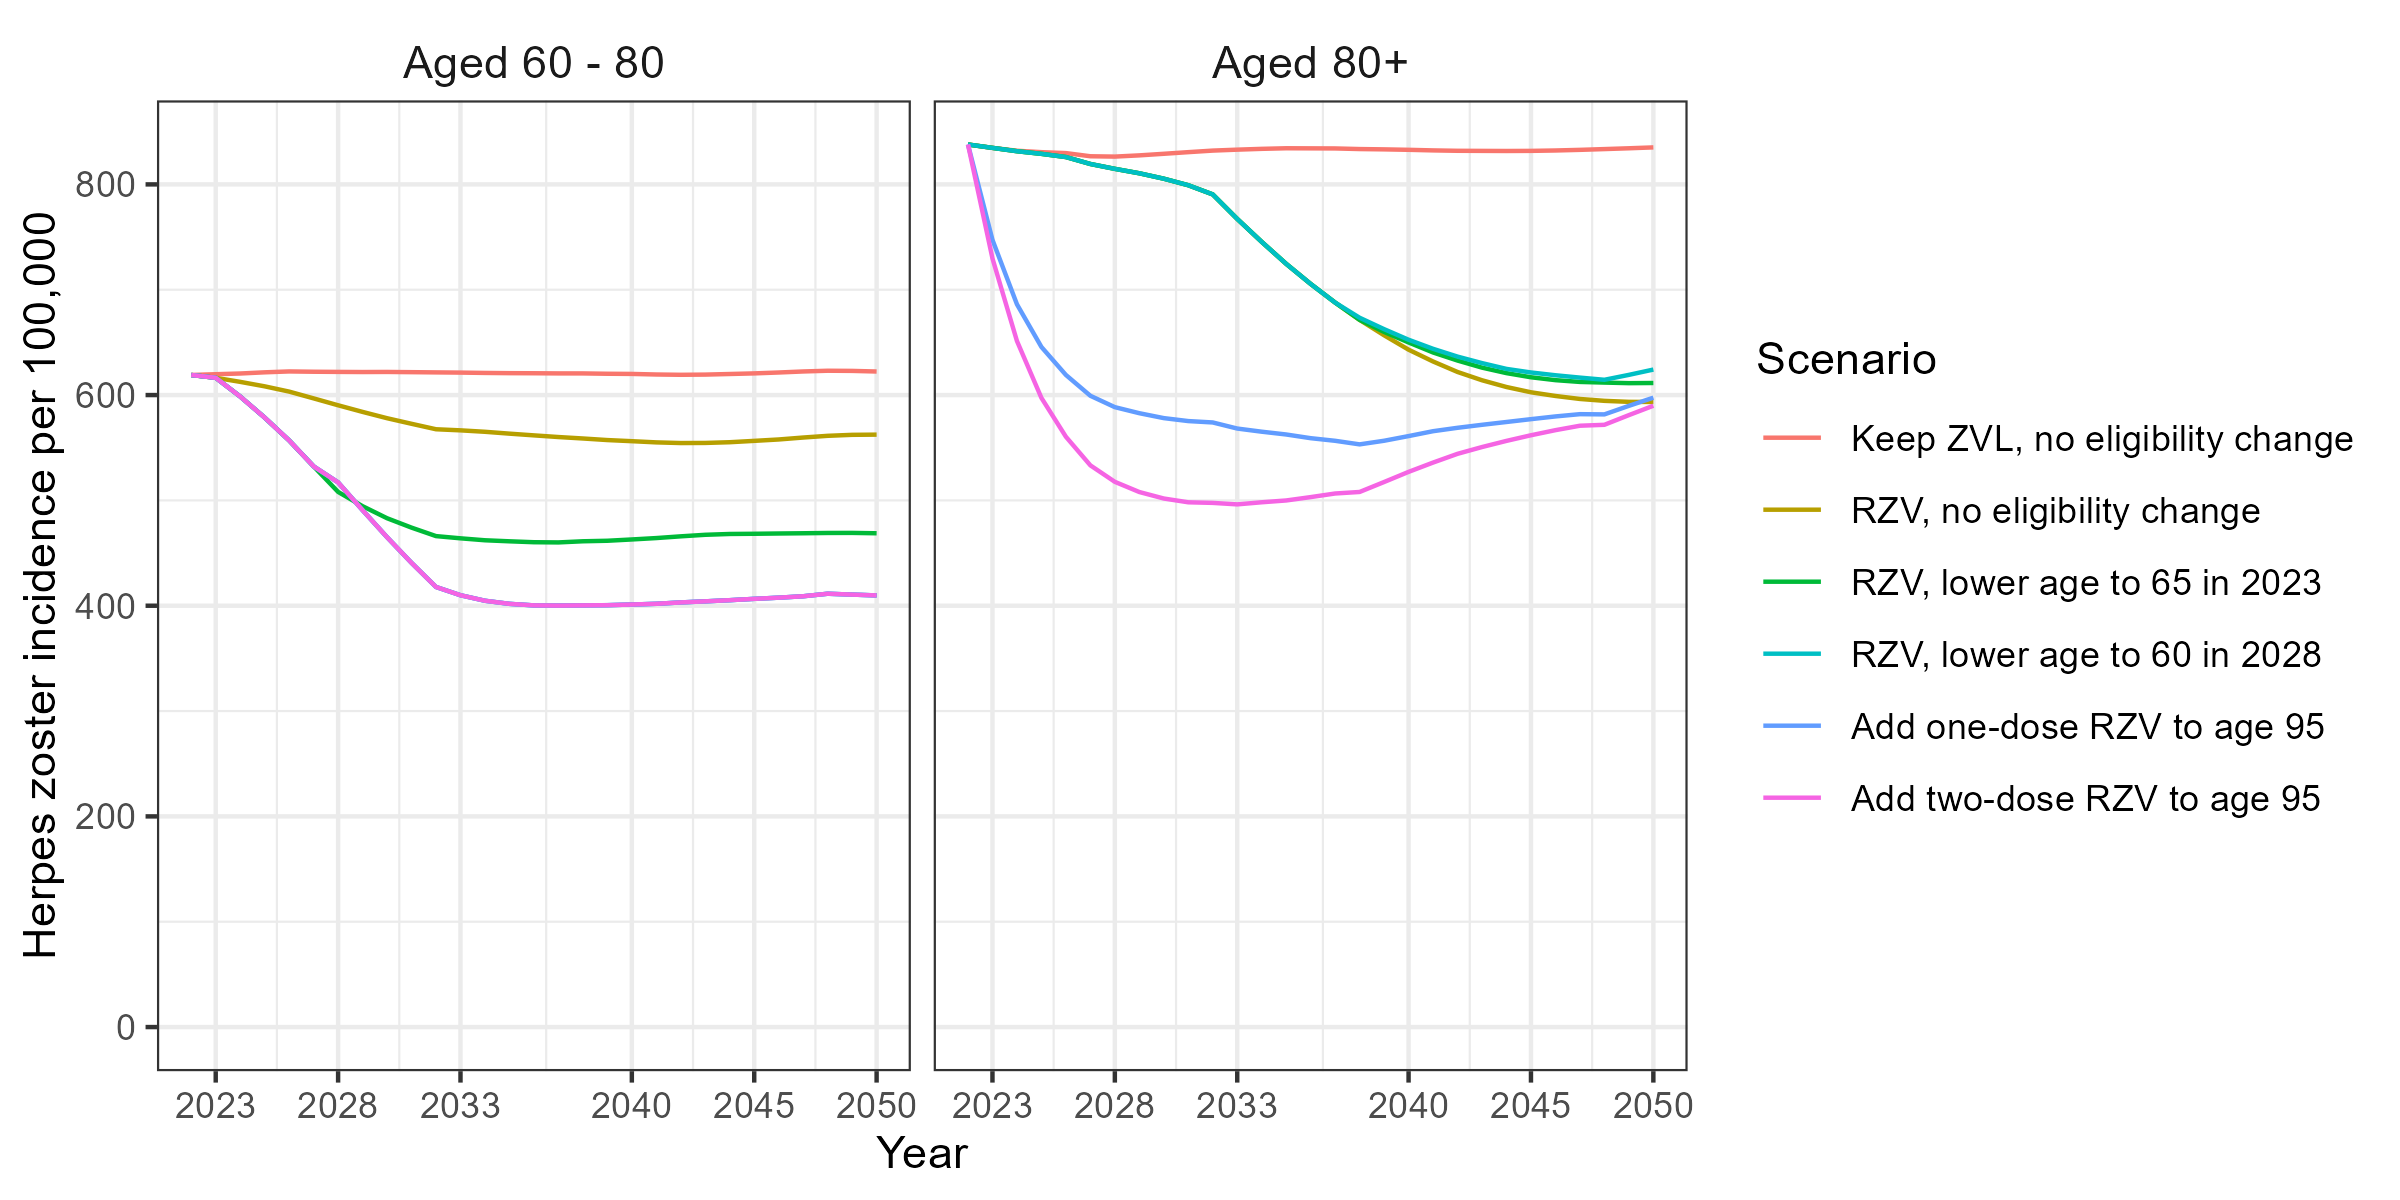 Aged 60 - 80
Aged 80+
Herpes zoster incidence per 100,000
800
600
400
200
0
2023 2028 2033 2040 2045 2050
2023 2028 2033 2040 2045 2050
Year
Scenario
Keep ZVL, no eligibility change
RZV, no eligibility change
RZV, lower age to 65 in 2023
RZV, lower age to 60 in 2028
Add one-dose RZV to age 95
Add two-dose RZV to age 95